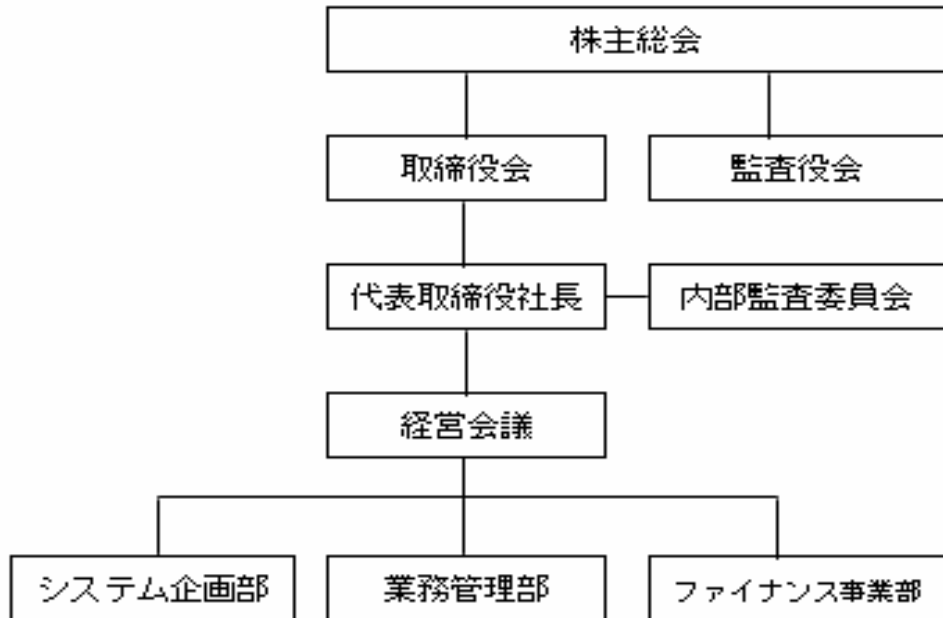 株主総会
取締役会
監査役会
代表取締役社長
内部監査委員会
経営会議
システム企画部
業務管理部
ファイナンス事業部